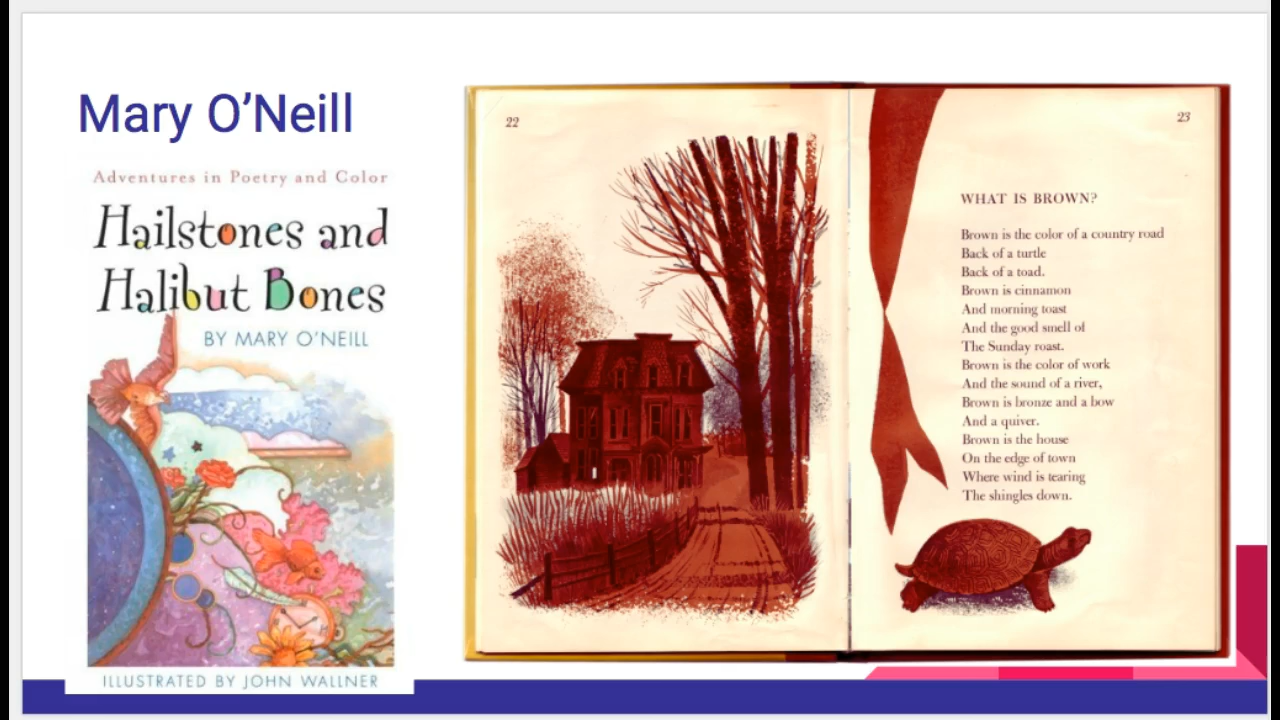 Mary O’Neill
Adventures in Poetry and Color
Hailstones and
Halibut Bones
BY MARY O'NEILL
ILLUSTRATED BY JOHN WALLNER
22
23
WHAT IS BROWN?
Brown is the color of a country road
Back of a turtle
Back of a toad.
Brown is cinnamon
And morning toast
And the good smell of
The Sunday roast.
Brown is the color of work
And the sound of a river,
Brown is bronze and a bow
And a quiver.
Brown is the house
On the edge of town
Where wind is tearing
The shingles down.